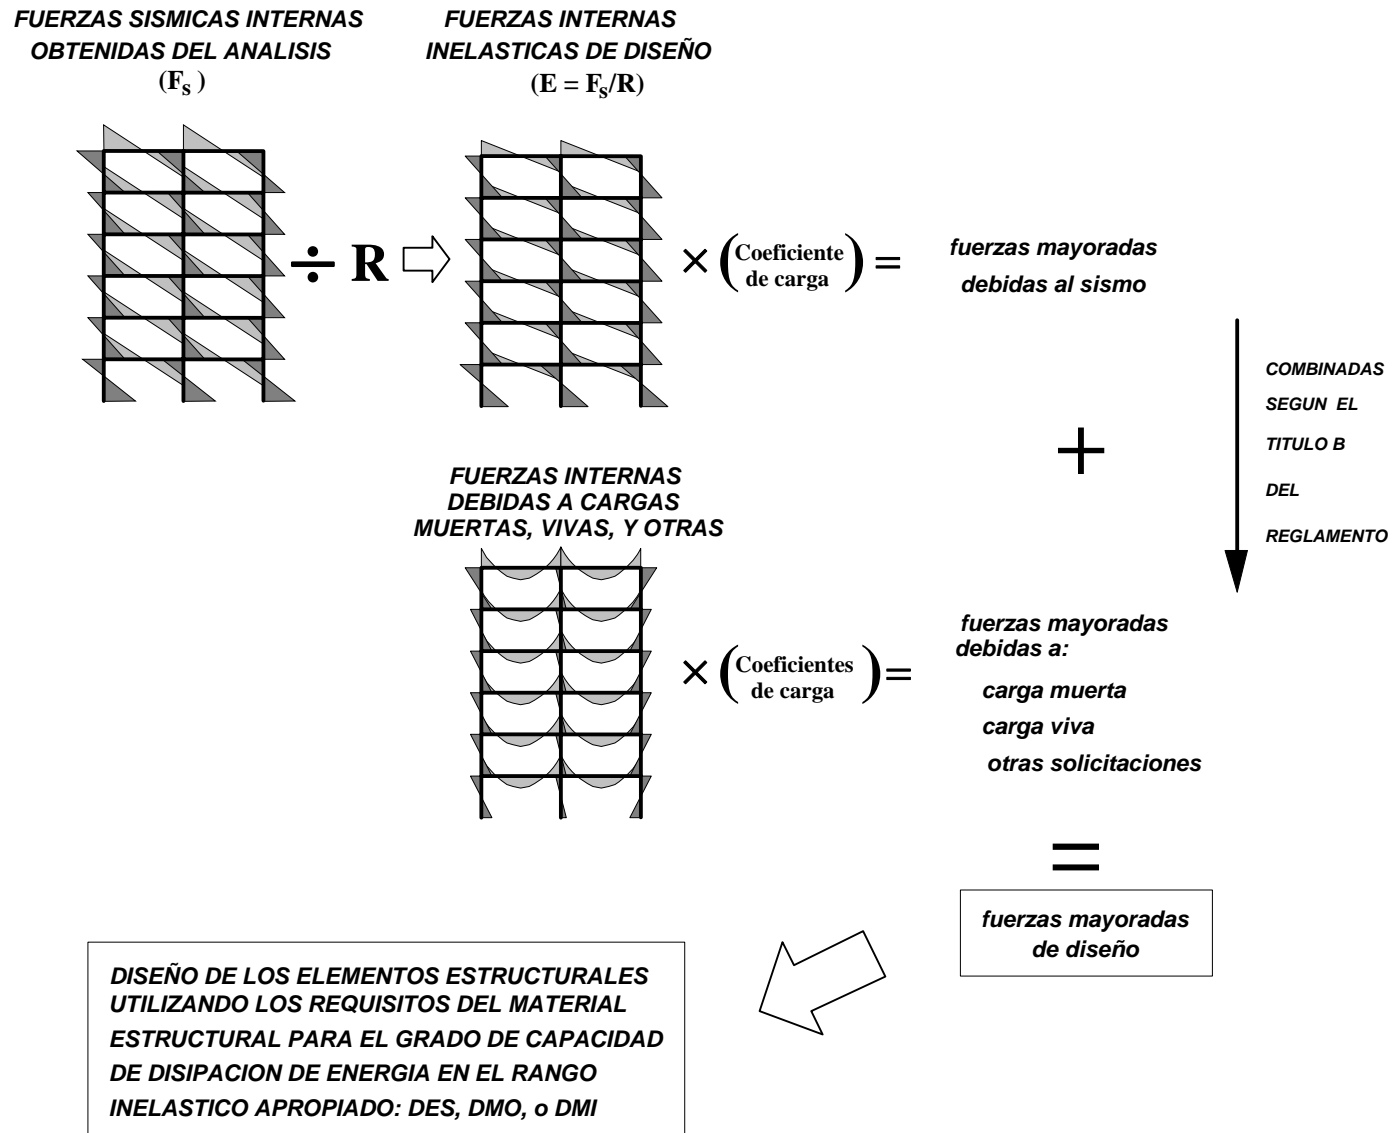 FUERZAS SISMICAS INTERNAS
OBTENIDAS DEL ANALISIS
(Fs )
FUERZAS INTERNAS
INELASTICAS DE DISEÑO
(E = Fs/R)
÷ R
× (Coeficiente
de carga) =
fuerzas mayoradas
debidas al sismo
+
COMBINADAS
SEGUN EL
TITULO B
DEL
REGLAMENTO
FUERZAS INTERNAS
DEBIDAS A CARGAS
MUERTAS, VIVAS, Y OTRAS
× (Coeficientes
de carga) =
fuerzas mayoradas
debidas a:
carga muerta
carga viva
otras solicitaciones
=
fuerzas mayoradas
de diseño
DISEÑO DE LOS ELEMENTOS ESTRUCTURALES
UTILIZANDO LOS REQUISITOS DEL MATERIAL
ESTRUCTURAL PARA EL GRADO DE CAPACIDAD
DE DISIPACION DE ENERGIA EN EL RANGO
INELASTICO APROPIADO: DES, DMO, o DMI